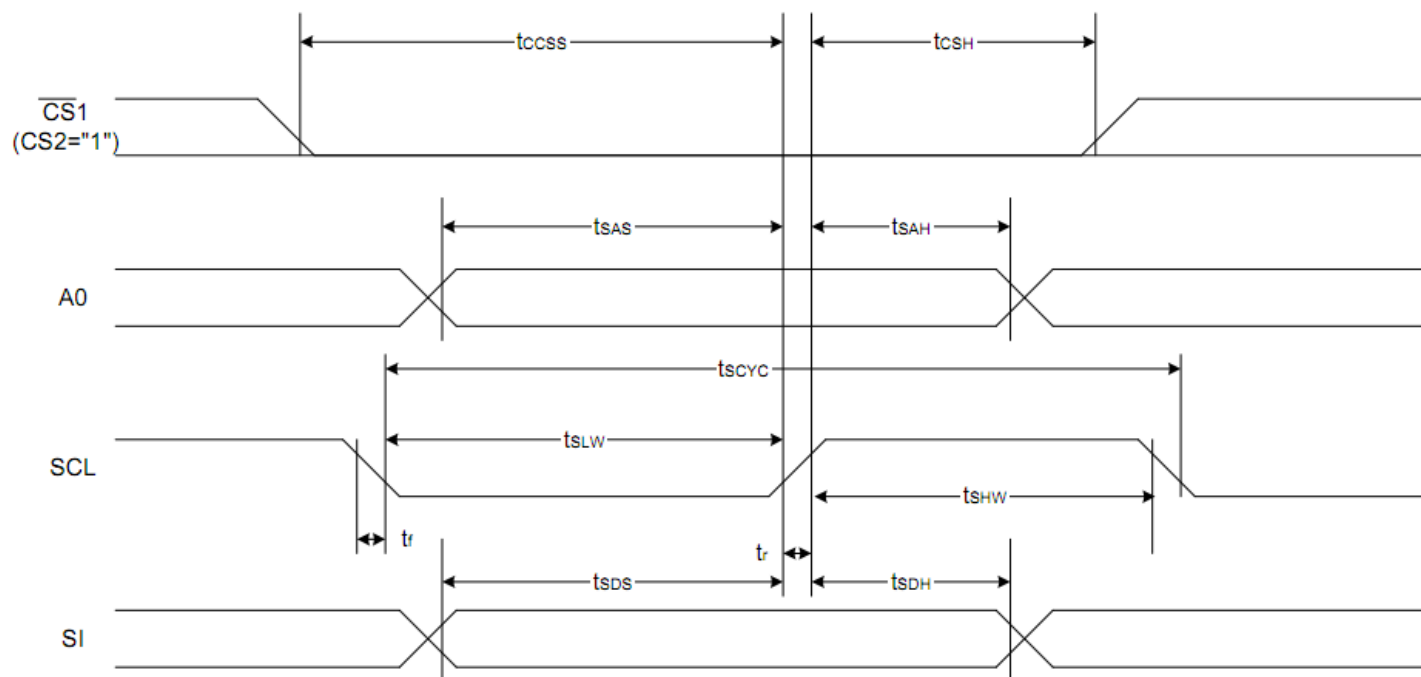 tCCSS
tCSH
CS1
(CS2="1")
tSAS
tSAH
A0
tSCYC
tSLW
SCL
tSHW
tf
tr
tSDS
tSDH
SI